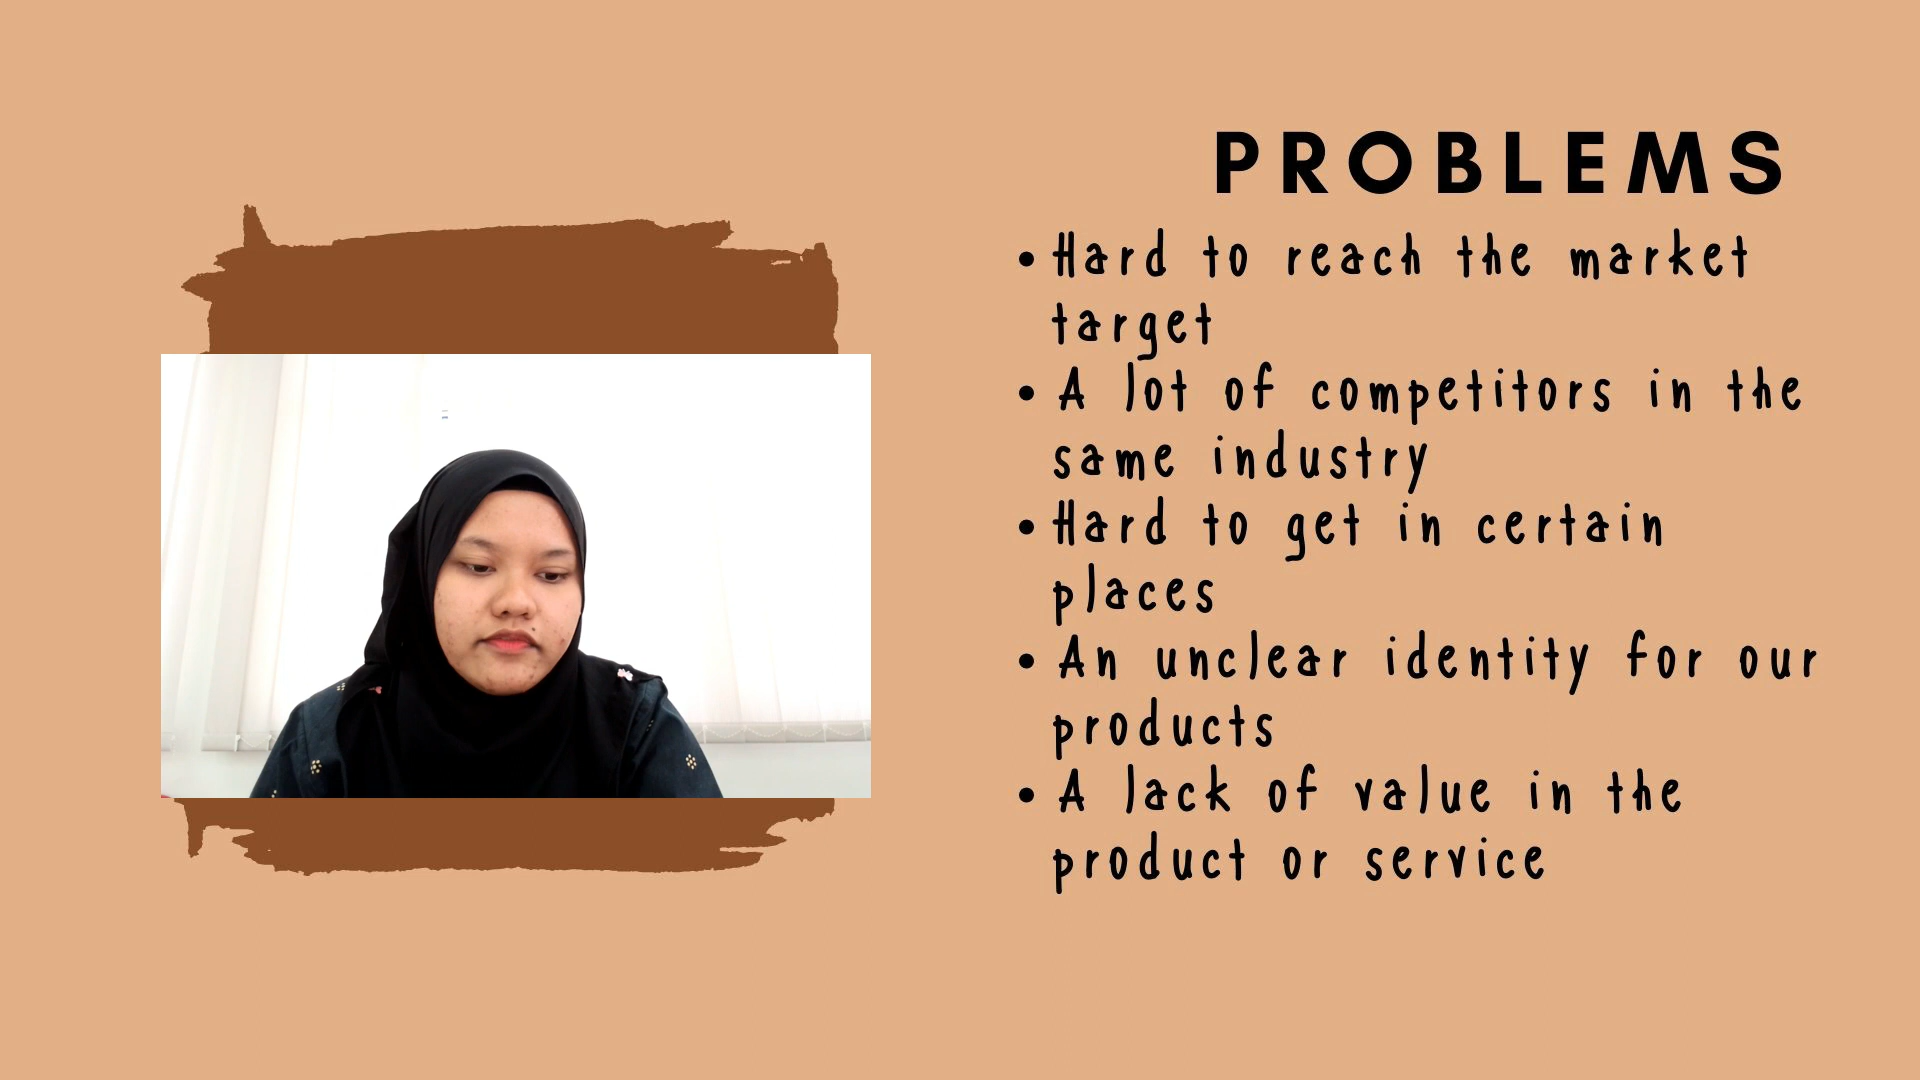 PROBLEMS
• Hard to reach the market
target
• A lot of competitors in the
same industry
• Hard to get in certain
places
• An unclear identity for our
products
• A lack of value in the
product or service